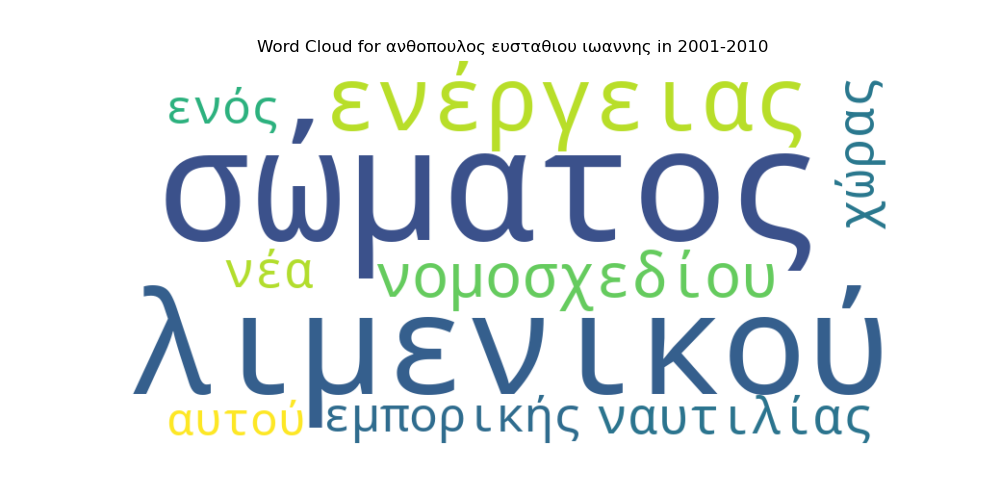 Word Cloud for ανθοπουλος ευσταθιου ιωαννης in 2001-2010
ενός ενέργειας χώρας
σώματος
νέα νομοσχεδίου
λιμενικού
αυτού εμπορικής ναυτιλίας